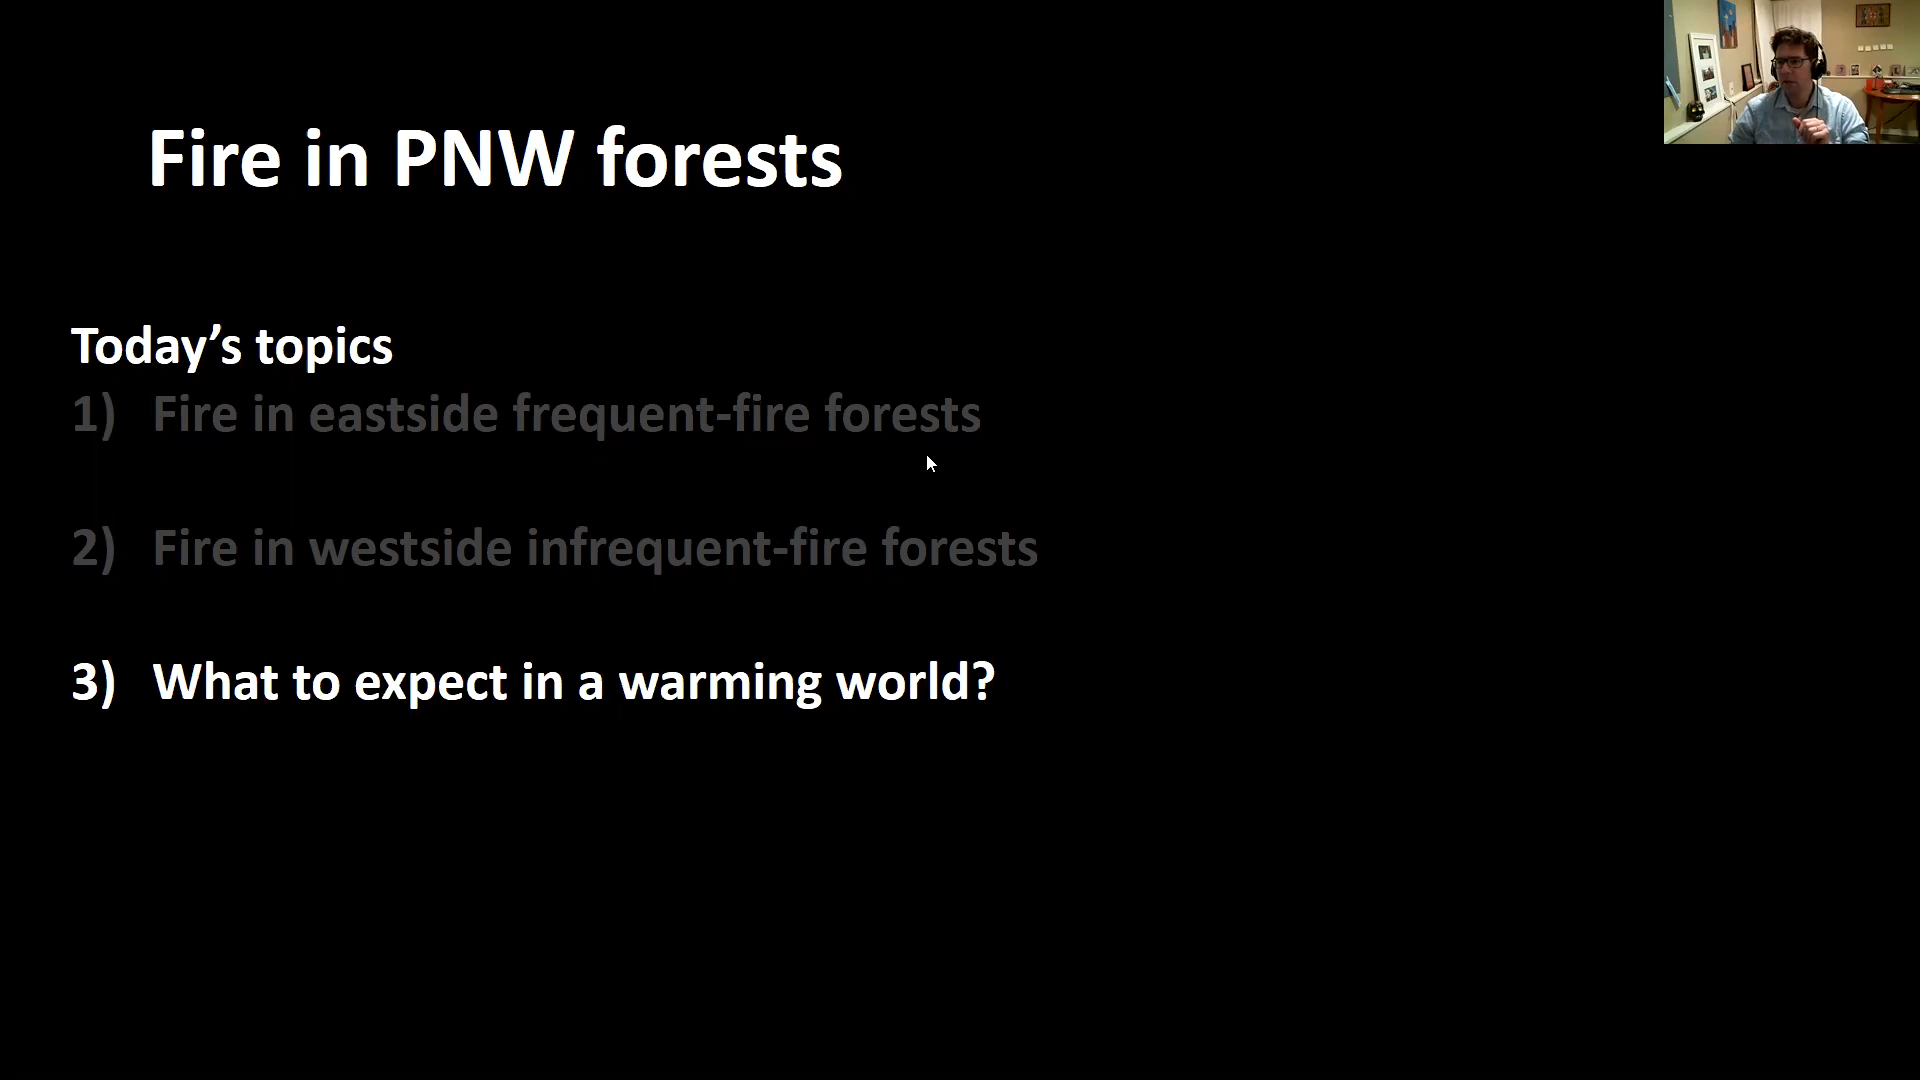 Fire in PNW forests
Today’s topics
1) Fire in eastside frequent-fire forests
2) Fire in westside infrequent-fire forests
3) What to expect in a warming world?